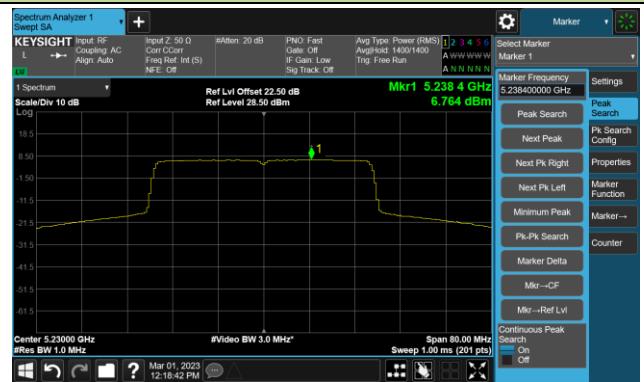 Spectrum Analyzer 1
Swept SA
Marker
KEYSIGHT
L
LW
Input: RF
Coupling: AC
Align: Auto
Input Z: 50 Ω
Corr CCorr
Freq Ref: Int (S)
NFE: Off
#Atten: 20 dB
PNO: Fast
Gate: Off
IF Gain: Low
Sig Track: Off
Avg Type: Power (RMS)
Avg|Hold: 1400/1400
Trig: Free Run
1 2 3 4 5 6
A W W W W W
A N N N N N
1 Spectrum
Scale/Div 10 dB
Log
Ref Lvl Offset 22.50 dB
Ref Level 28.50 dBm
Mkr1 5.238 4 GHz
6.764 dBm
1
18.5
8.50
-1.50
-11.5
-21.5
-31.5
-41.5
-51.5
-61.5
Center 5.23000 GHz
#Res BW 1.0 MHz
#Video BW 3.0 MHz*
Span 80.00 MHz
Sweep 1.00 ms (201 pts)
Select Marker
Marker 1
Marker Frequency
5.238400000 GHz
Peak Search
Next Peak
Next Pk Right
Next Pk Left
Minimum Peak
Pk-Pk Search
Marker Delta
Mkr→CF
Mkr→Ref Lvl
Continuous Peak
Search
On
Off
Settings
Peak
Search
Pk Search
Config
Properties
Marker
Function
Marker→
Counter
?
Mar 01, 2023
12:18:42 PM